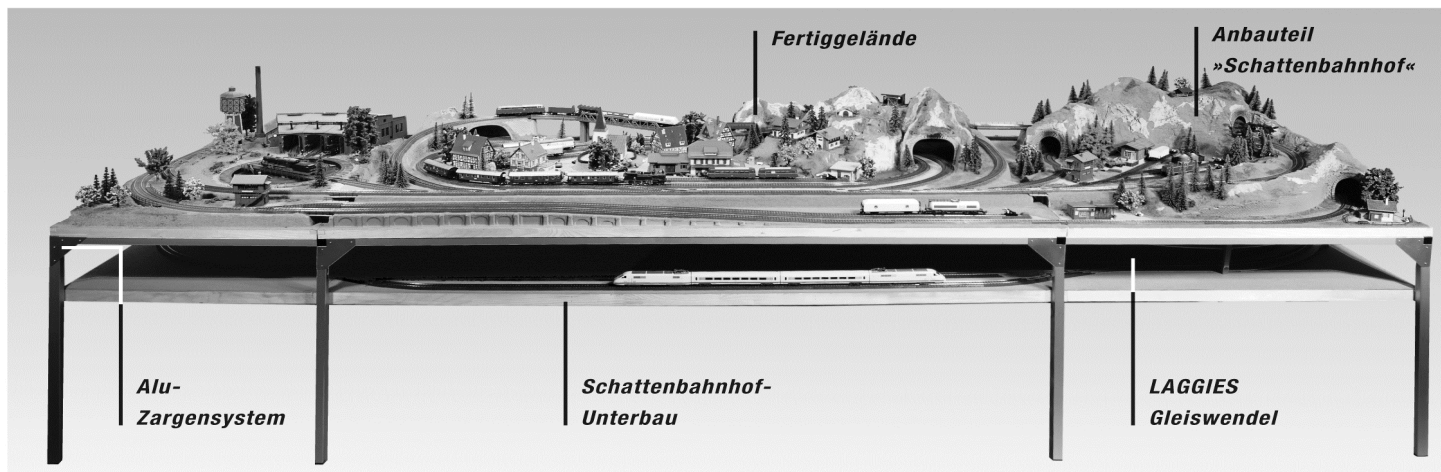 Fertiggelände
Anbauteil
»Schattenbahnhof«
Alu-
Zargensystem
Schattenbahnhof-
Unterbau
LAGGIES
Gleiswendel